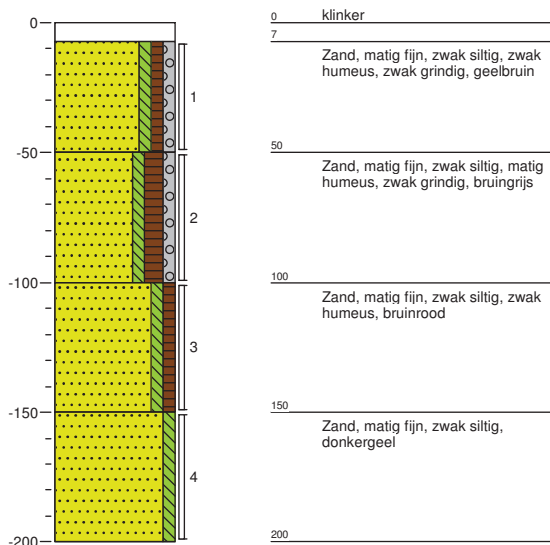 0
-50
-100
-150
-200
1
2
3
4
0 klinker
7
Zand, matig fijn, zwak siltig, zwak
humeus, zwak grindig, geelbruin
50
Zand, matig fijn, zwak siltig, matig
humeus, zwak grindig, bruingrijs
100
Zand, matig fijn, zwak siltig, zwak
humeus, bruinrood
150
Zand, matig fijn, zwak siltig,
donkergeel
200